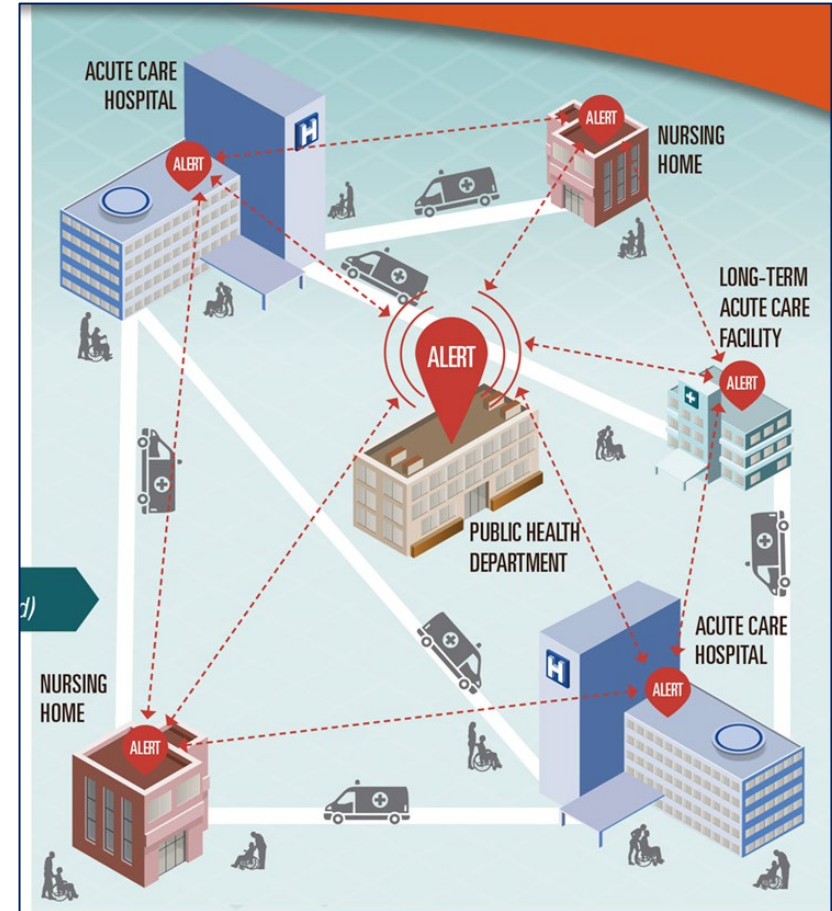 ACUTE CARE
HOSPITAL
H
ALERT
ALERT
NURSING
HOME
LONG-TERM
ACUTE CARE
FACILITY
ALERT
ALERT
PUBLIC HEALTH
DEPARTMENT
d)
ACUTE CARE
HOSPITAL
H
ALERT
NURSING
HOME
ALERT